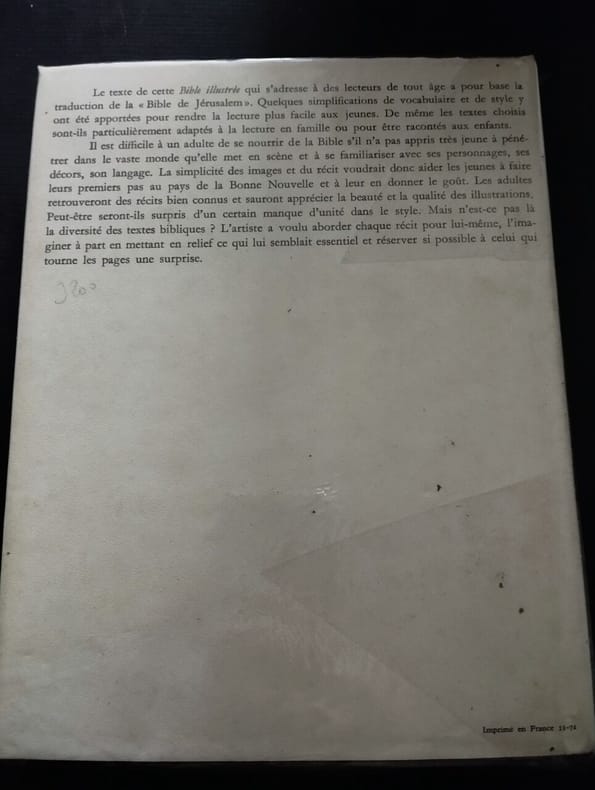 Le texte de cette Bible illustrée qui s'adresse à des lecteurs de tout âge a pour base la
traduction de la « Bible de Jérusalem ». Quelques simplifications de vocabulaire et de style y
ont été apportées pour rendre la lecture plus facile aux jeunes. De même les textes choisis
sont-ils particulièrement adaptés à la lecture en famille ou pour être racontés aux enfants.
Il est difficile à un adulte de se nourrir de la Bible s'il n'a pas appris très jeune à péné-
trer dans le vaste monde qu'elle met en scène et à se familiariser avec ses personnages, ses
décors, son langage. La simplicité des images et du récit voudrait donc aider les jeunes à faire
leurs premiers pas au pays de la Bonne Nouvelle et à leur en donner le goût. Les adultes
retrouveront des récits bien connus et sauront apprécier la beauté et la qualité des illustrations.
Peut-être seront-ils surpris d'un certain manque d'unité dans le style. Mais n'est-ce pas là
la diversité des textes bibliques ? L'artiste a voulu aborder chaque récit pour lui-même, l'ima-
giner à part en mettant en relief ce qui lui semblait essentiel et réserver si possible à celui qui
tourne les pages une surprise.
Imprimé en France